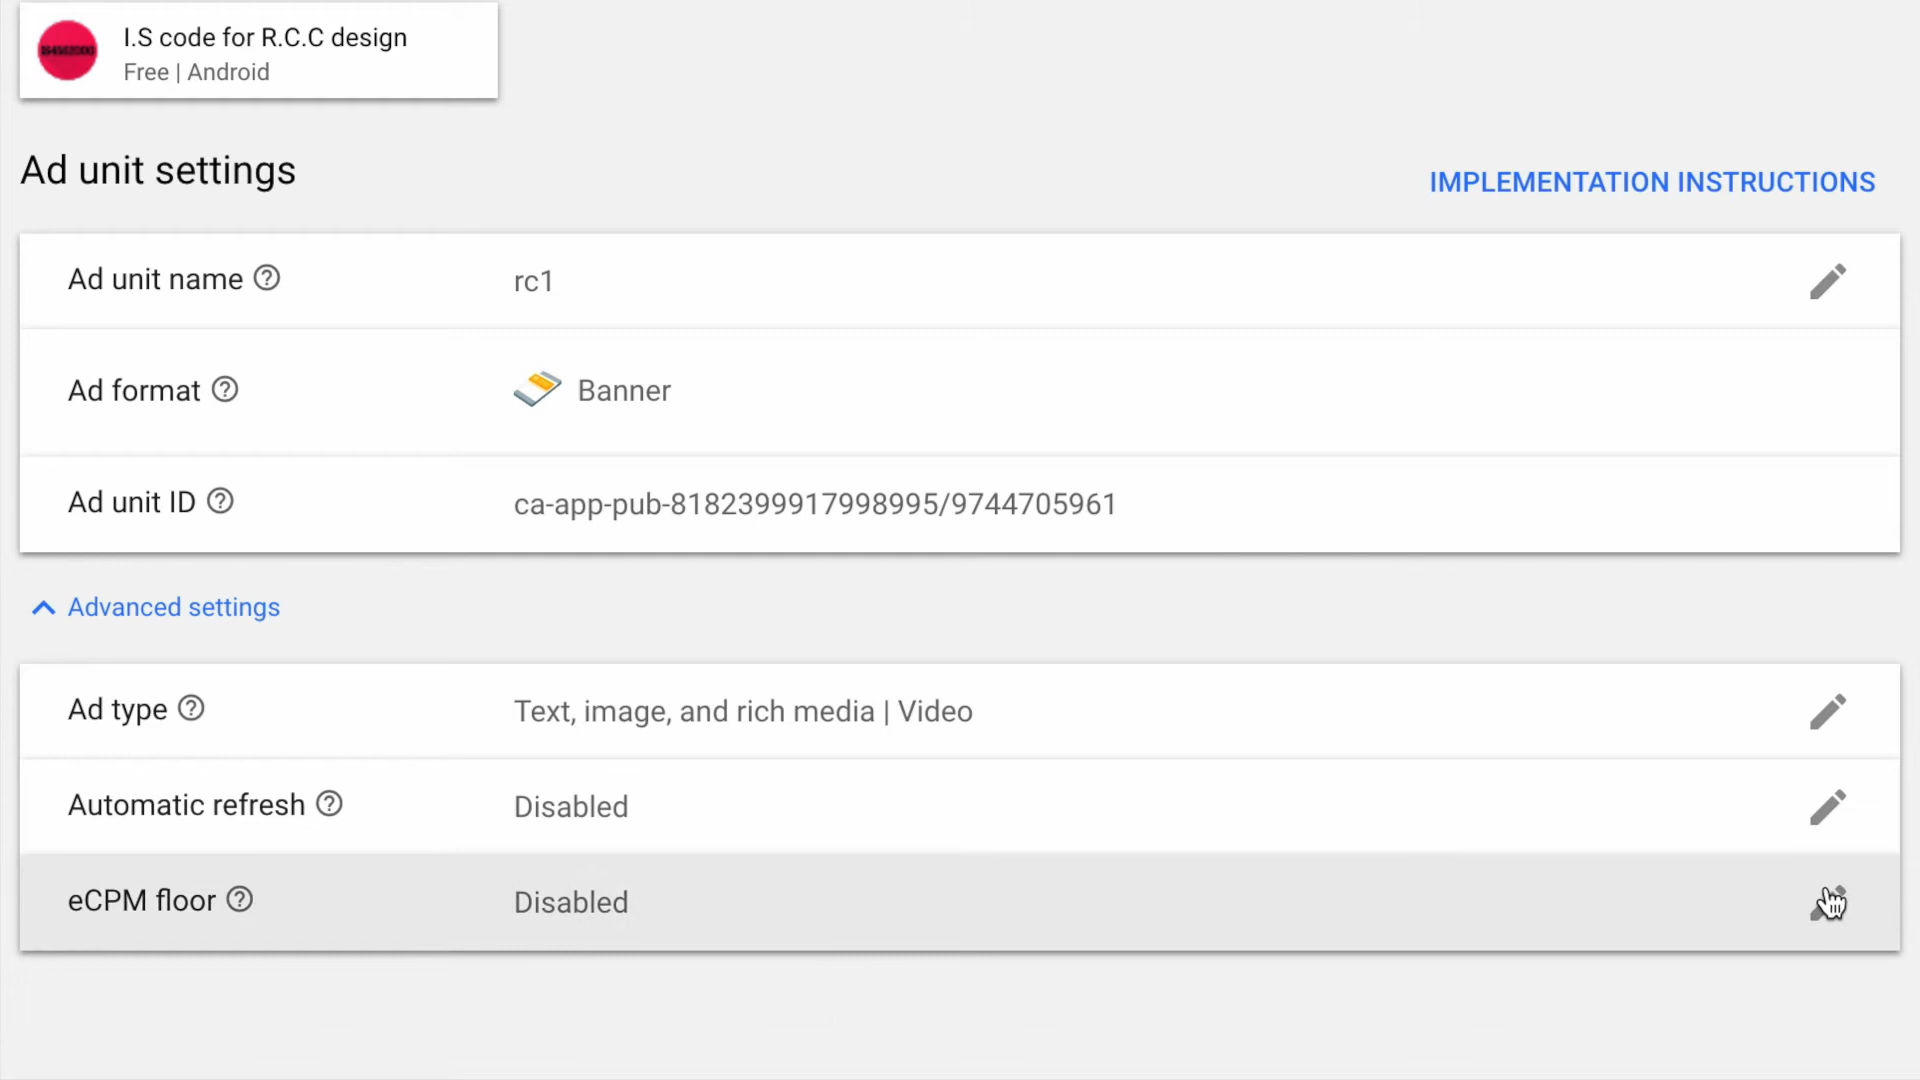 I.S code for R.C.C design
Free | Android
Ad unit settings
IMPLEMENTATION INSTRUCTIONS
Ad unit name
rc1
Ad format
Banner
Ad unit ID
ca-app-pub-8182399917998995/9744705961
Advanced settings
Ad type
Text, image, and rich media | Video
Automatic refresh
Disabled
eCPM floor
Disabled